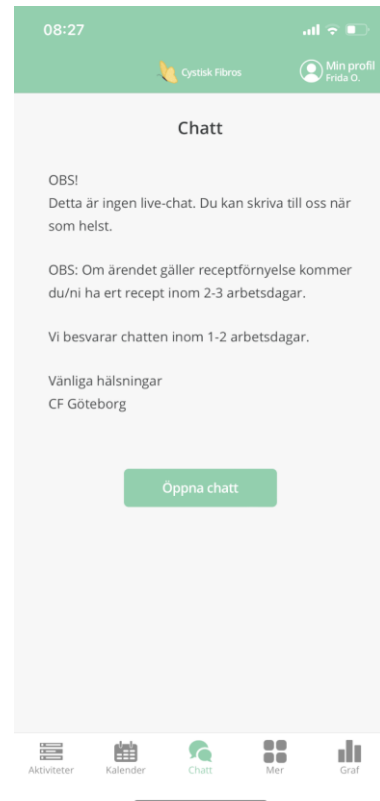 08:27
Cystisk Fibros
Min profil
Frida O.
Chatt
OBS!
Detta är ingen live-chat. Du kan skriva till oss när
som helst.
OBS: Om ärendet gäller receptförnyelse kommer
du/ni ha ert recept inom 2-3 arbetsdagar.
Vi besvarar chatten inom 1-2 arbetsdagar.
Vänliga hälsningar
CF Göteborg
Öppna chatt
Aktiviteter Kalender Chatt Mer Graf